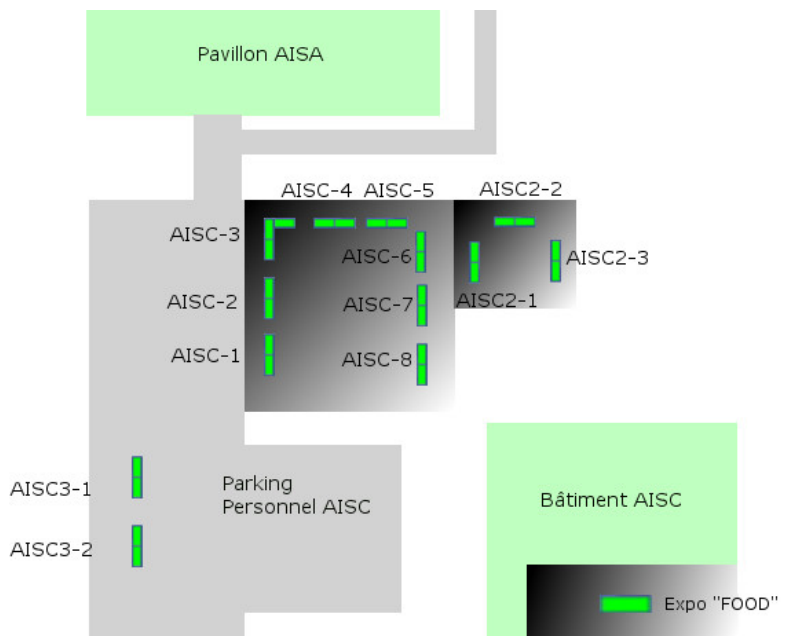 Pavillon AISA
AISC-4
AISC-5
AISC2-2
AISC-3
AISC-6
AISC2-3
AISC-2
AISC-7
AISC2-1
AISC-1
AISC-8
AISC3-1
Parking
Personnel AISC
Bâtiment AISC
AISC3-2
Expo "FOOD"